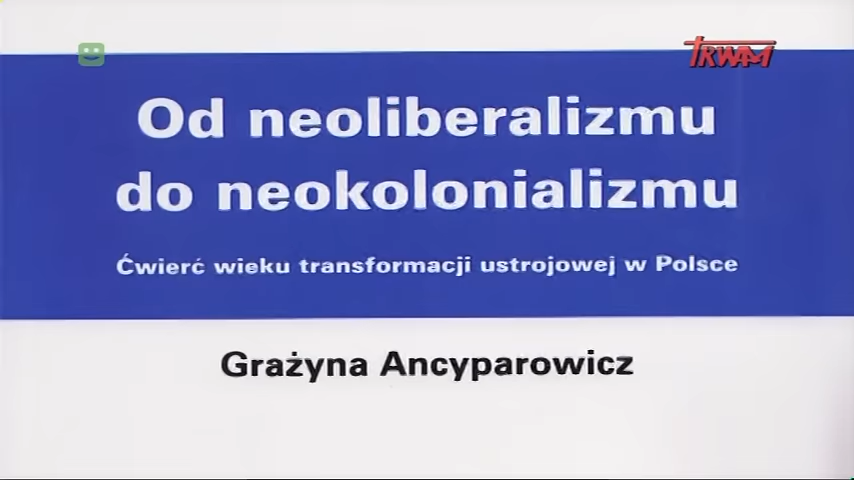 TRWAM
Od neoliberalizmu
do neokolonializmu
Ćwierć wieku transformacji ustrojowej w Polsce
Grażyna Ancyparowicz